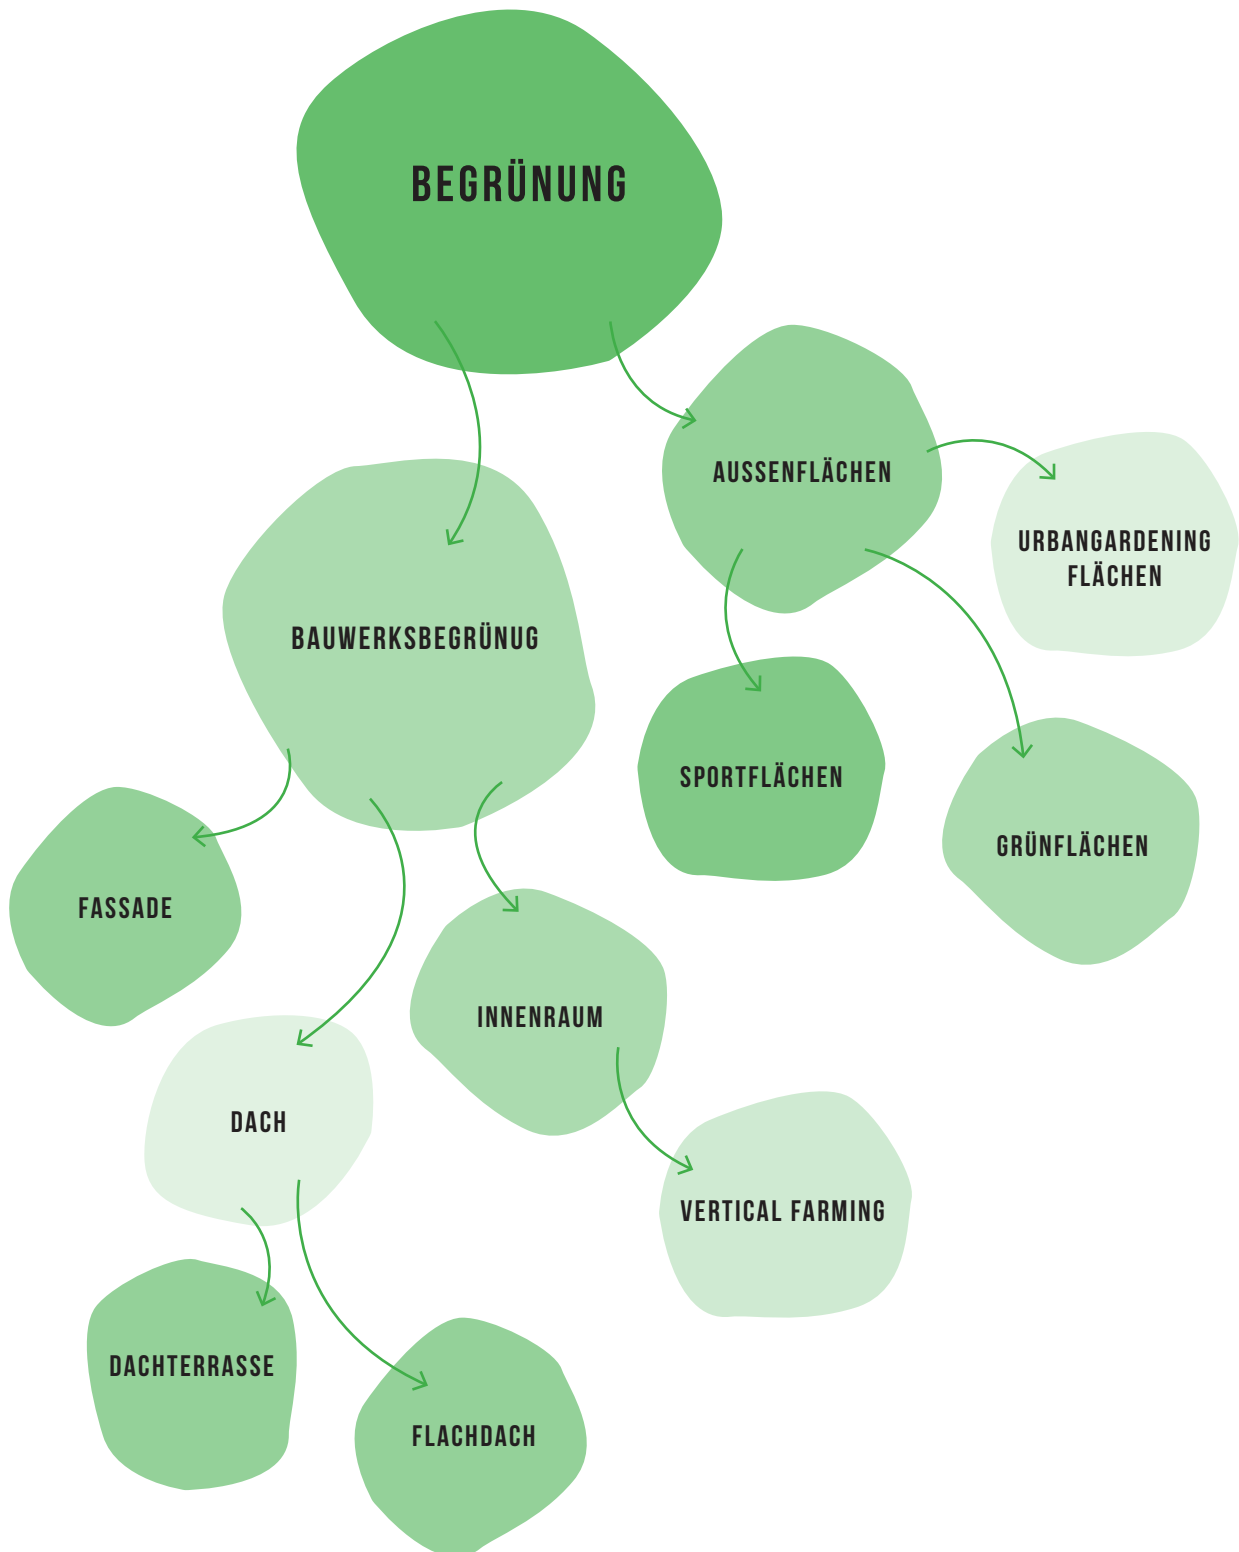 BEGRÜNUNG
AUSSENFLÄCHEN
URBANGARDENING
FLÄCHEN
BAUWERKSBEGRÜNUG
SPORTFLÄCHEN
GRÜNFLÄCHEN
FASSADE
INNENRAUM
DACH
VERTICAL FARMING
DACHTERRASSE
FLACHDACH